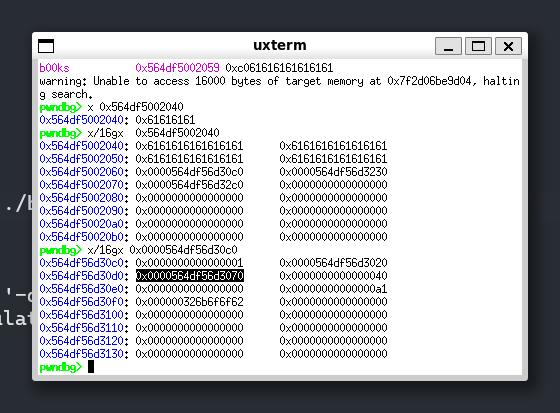 uxterm
b00ks 0x564df5002059 0xc061616161616161
warning: Unable to access 16000 bytes of target memory at 0x7f2d06be9d04, haltin
g search.
pwndbg> x 0x564df5002040
0x564df5002040: 0x61616161
pwndbg> x/16gx 0x564df5002040
0x564df5002040: 0x6161616161616161 0x6161616161616161
0x564df5002050: 0x6161616161616161 0x6161616161616161
0x564df5002060: 0x0000564df56d30c0 0x0000564df56d3230
0x564df5002070: 0x0000564df56d32c0 0x0000000000000000
0x564df5002080: 0x0000000000000000 0x0000000000000000
0x564df5002090: 0x0000000000000000 0x0000000000000000
0x564df50020a0: 0x0000000000000000 0x0000000000000000
0x564df50020b0: 0x0000000000000000 0x0000000000000000
pwndbg> x/16gx 0x0000564df56d30c0
0x564df56d30c0: 0x0000000000000001 0x0000564df56d3020
0x564df56d30d0: 0x0000564df56d3070 0x0000000000000040
0x564df56d30e0: 0x0000000000000000 0x00000000000000a1
0x564df56d30f0: 0x000000326b6f6f62 0x0000000000000000
0x564df56d3100: 0x0000000000000000 0x0000000000000000
0x564df56d3110: 0x0000000000000000 0x0000000000000000
0x564df56d3120: 0x0000000000000000 0x0000000000000000
0x564df56d3130: 0x0000000000000000 0x0000000000000000
pwndbg>
./b
'-
ulat